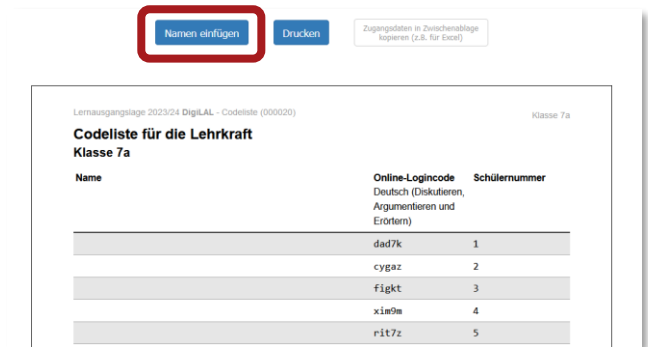 Namen einfügen
Drucken
Zugangsdaten in Zwischenablage
kopieren (z.B. für Excel)
Lernausgangslage 2023/24 DigiLAL - Codeliste (000020)
Klasse 7a
Codeliste für die Lehrkraft
Klasse 7a
Name Online-Logincode Schülernummer
Deutsch (Diskutieren,
Argumentieren und
Erörtern)
dad7k 1
cygaz 2
figkt 3
xim9m 4
rit7z 5